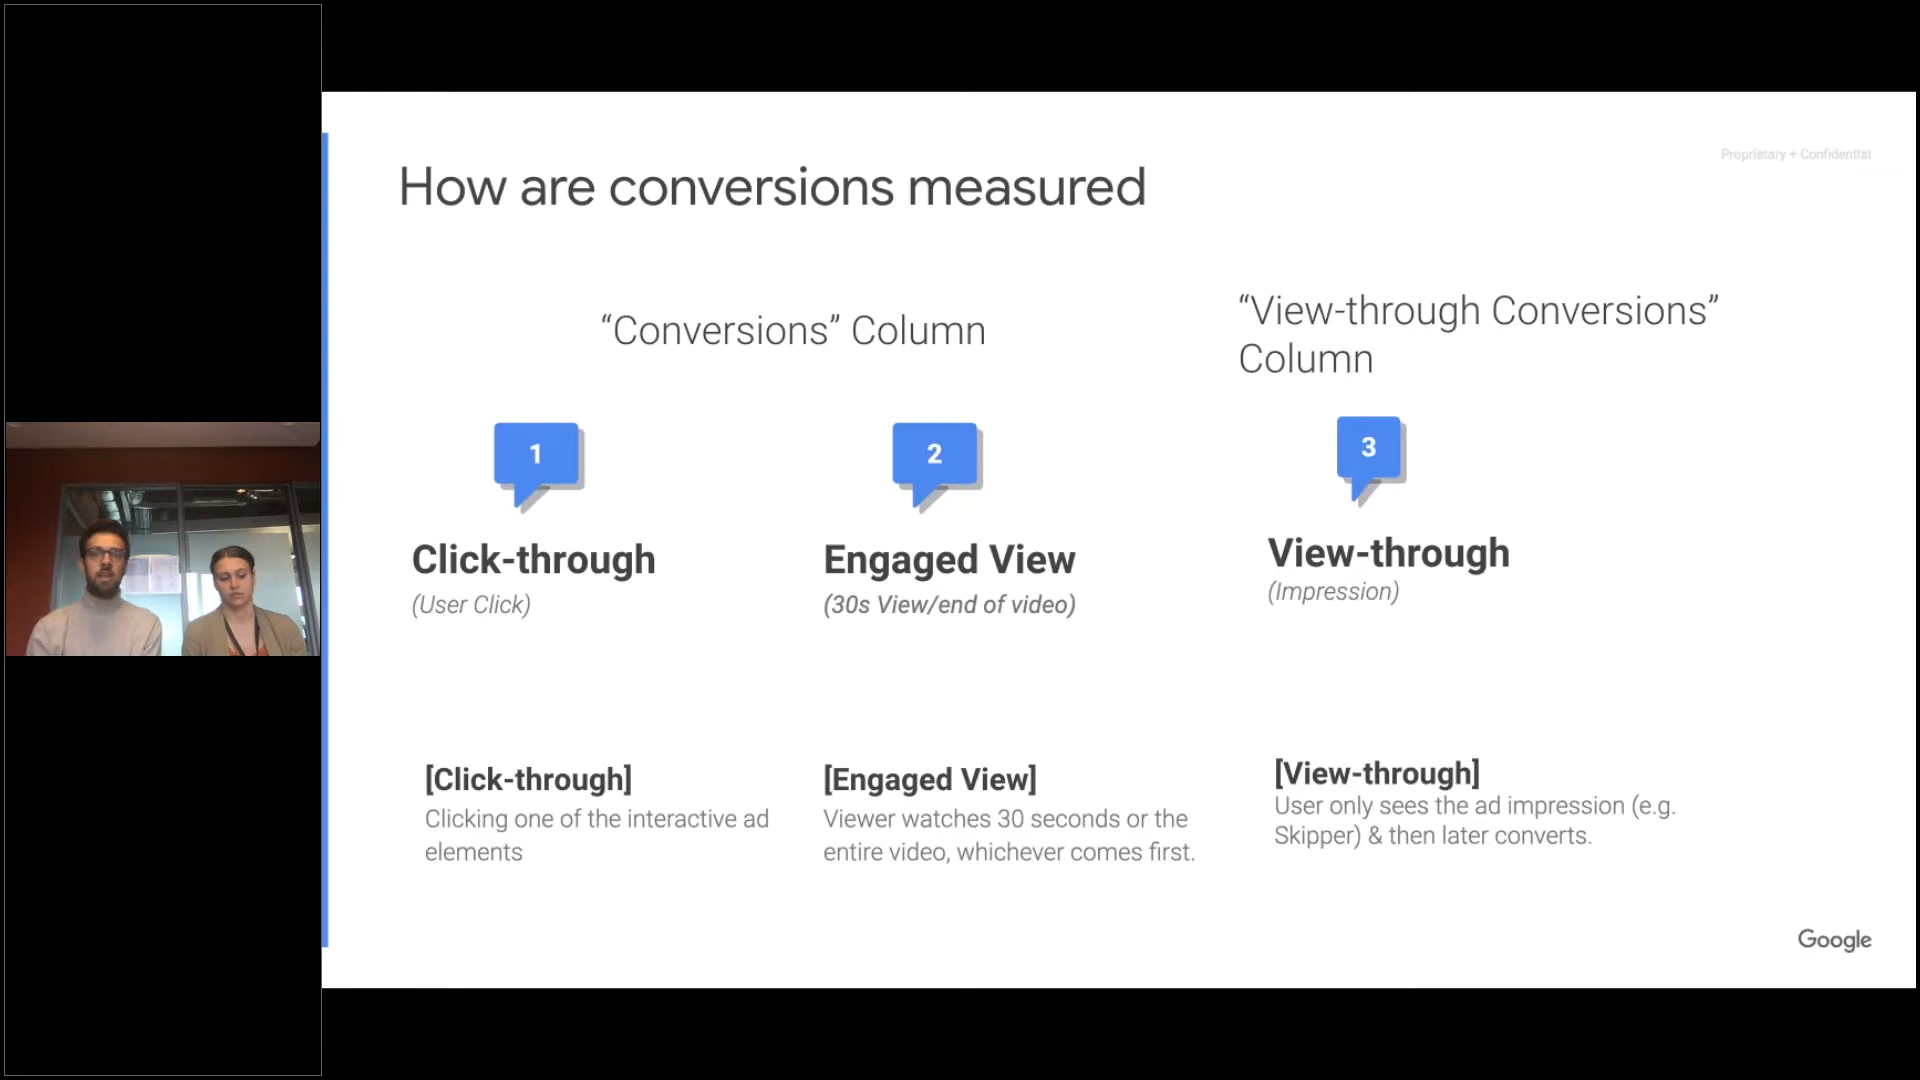 Proprietary + Confidential
How are conversions measured
“Conversions” Column
“View-through Conversions”
Column
1
Click-through
(User Click)
2
Engaged View
(30s View/end of video)
3
View-through
(Impression)
[Click-through]
Clicking one of the interactive ad
elements
[Engaged View]
Viewer watches 30 seconds or the
entire video, whichever comes first.
[View-through]
User only sees the ad impression (e.g.
Skipper) & then later converts.
Google